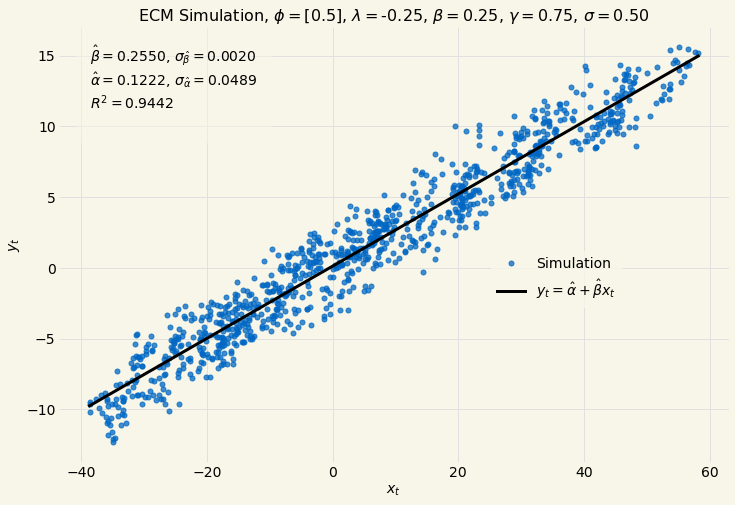 ECM Simulation, ϕ = [0.5], λ = -0.25, β = 0.25, γ = 0.75, σ = 0.50
β̂ = 0.2550, σ_β̂ = 0.0020
α̂ = 0.1222, σ_α̂ = 0.0489
R² = 0.9442
15
10
5
0
−5
−10
y_t
Simulation
y_t = α̂ + β̂x_t
−40 −20 0 20 40 60
x_t